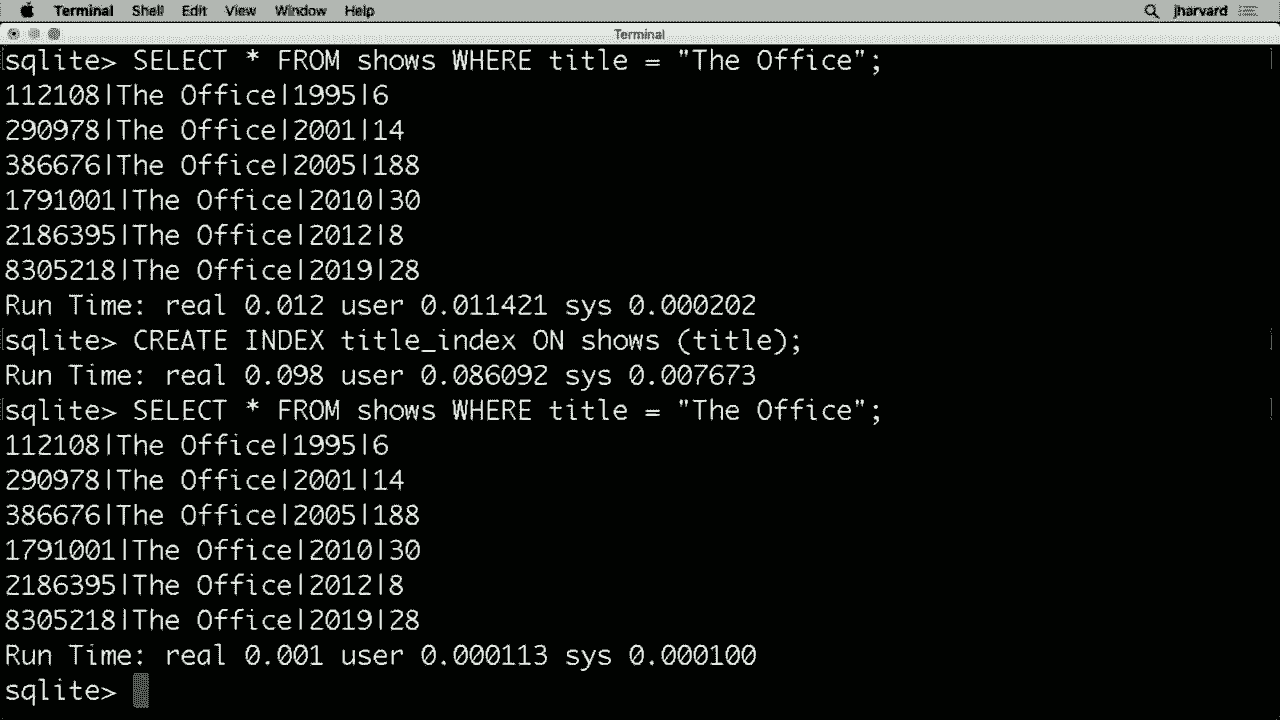 Terminal Shell Edit View Window Help jharvard
Terminal
sqlite> SELECT * FROM shows WHERE title = "The Office";
112108|The Office|1995|6
290978|The Office|2001|14
386676|The Office|2005|188
1791001|The Office|2010|30
2186395|The Office|2012|8
8305218|The Office|2019|28
Run Time: real 0.012 user 0.011421 sys 0.000202
sqlite> CREATE INDEX title_index ON shows (title);
Run Time: real 0.098 user 0.086092 sys 0.007673
sqlite> SELECT * FROM shows WHERE title = "The Office";
112108|The Office|1995|6
290978|The Office|2001|14
386676|The Office|2005|188
1791001|The Office|2010|30
2186395|The Office|2012|8
8305218|The Office|2019|28
Run Time: real 0.001 user 0.000113 sys 0.000100
sqlite>